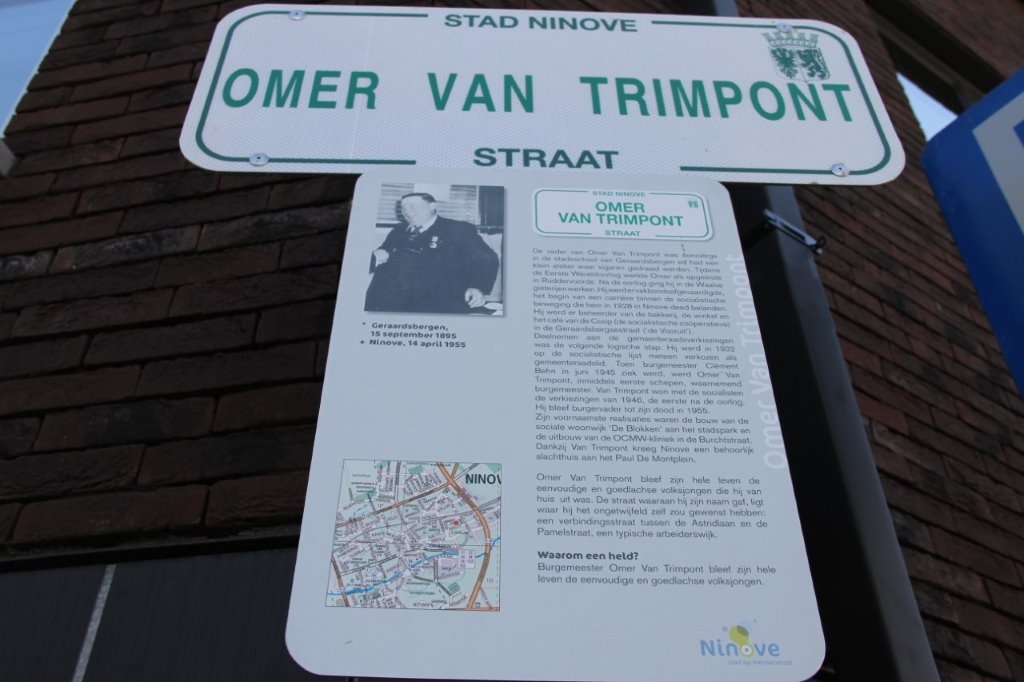 STAD NINOVE
OMER VAN TRIMPONT
STRAAT
STAD NINOVE
OMER
VAN TRIMPONT
STRAAT
* Geraardsbergen,
15 september 1895
+ Ninove, 14 april 1955
De vader van Omer Van Trimpont was conciërge
in de stadsschool van Geraardsbergen en had een
klein atelier waar sigaren gedraaid werden. Tijdens
de Eerste Wereldoorlog werkte Omer als opgeëiste
in Ruddervoorde. Na de oorlog ging hij in de Waalse
gieterijen werken. Hij werd er vakbondsafgevaardigde,
het begin van een carrière binnen de socialistische
beweging die hem in 1926 in Ninove deed belanden.
Hij werd er beheerder van de bakkerij, de winkel en
het café van de Coop (de socialistische coöperatieve)
in de Geraardsbergsestraat ('de Vooruit').
Deelnemen aan de gemeenteraadsverkiezingen
was de volgende logische stap. Hij werd in 1932
op de socialistische lijst meteen verkozen als
gemeenteraadslid. Toen burgemeester Clément
Behn in juni 1945 ziek werd, werd Omer Van
Trimpont, inmiddels eerste schepen, waarnemend
burgemeester. Van Trimpont won met de socialisten
de verkiezingen van 1946, de eerste na de oorlog.
Hij bleef burgervader tot zijn dood in 1955.
Zijn voornaamste realisaties waren de bouw van de
sociale woonwijk 'De Blokken' aan het stadspark en
de uitbouw van de OCMW-kliniek in de Burchtstraat.
Dankzij Van Trimpont kreeg Ninove een behoorlijk
slachthuis aan het Paul De Montplein.
Omer Van Trimpont bleef zijn hele leven de
eenvoudige en goedlachse volksjongen die hij van
huis uit was. De straat waaraan hij zijn naam gaf, ligt
waar hij het ongetwijfeld zelf zou gewenst hebben:
een verbindingsstraat tussen de Astridlaan en de
Pamelstraat, een typische arbeiderswijk.
Waarom een held?
Burgemeester Omer Van Trimpont bleef zijn hele
leven de eenvoudige en goedlachse volksjongen.
Omer van Trimpont
NINOV
Ninove
stad op mensenmaat